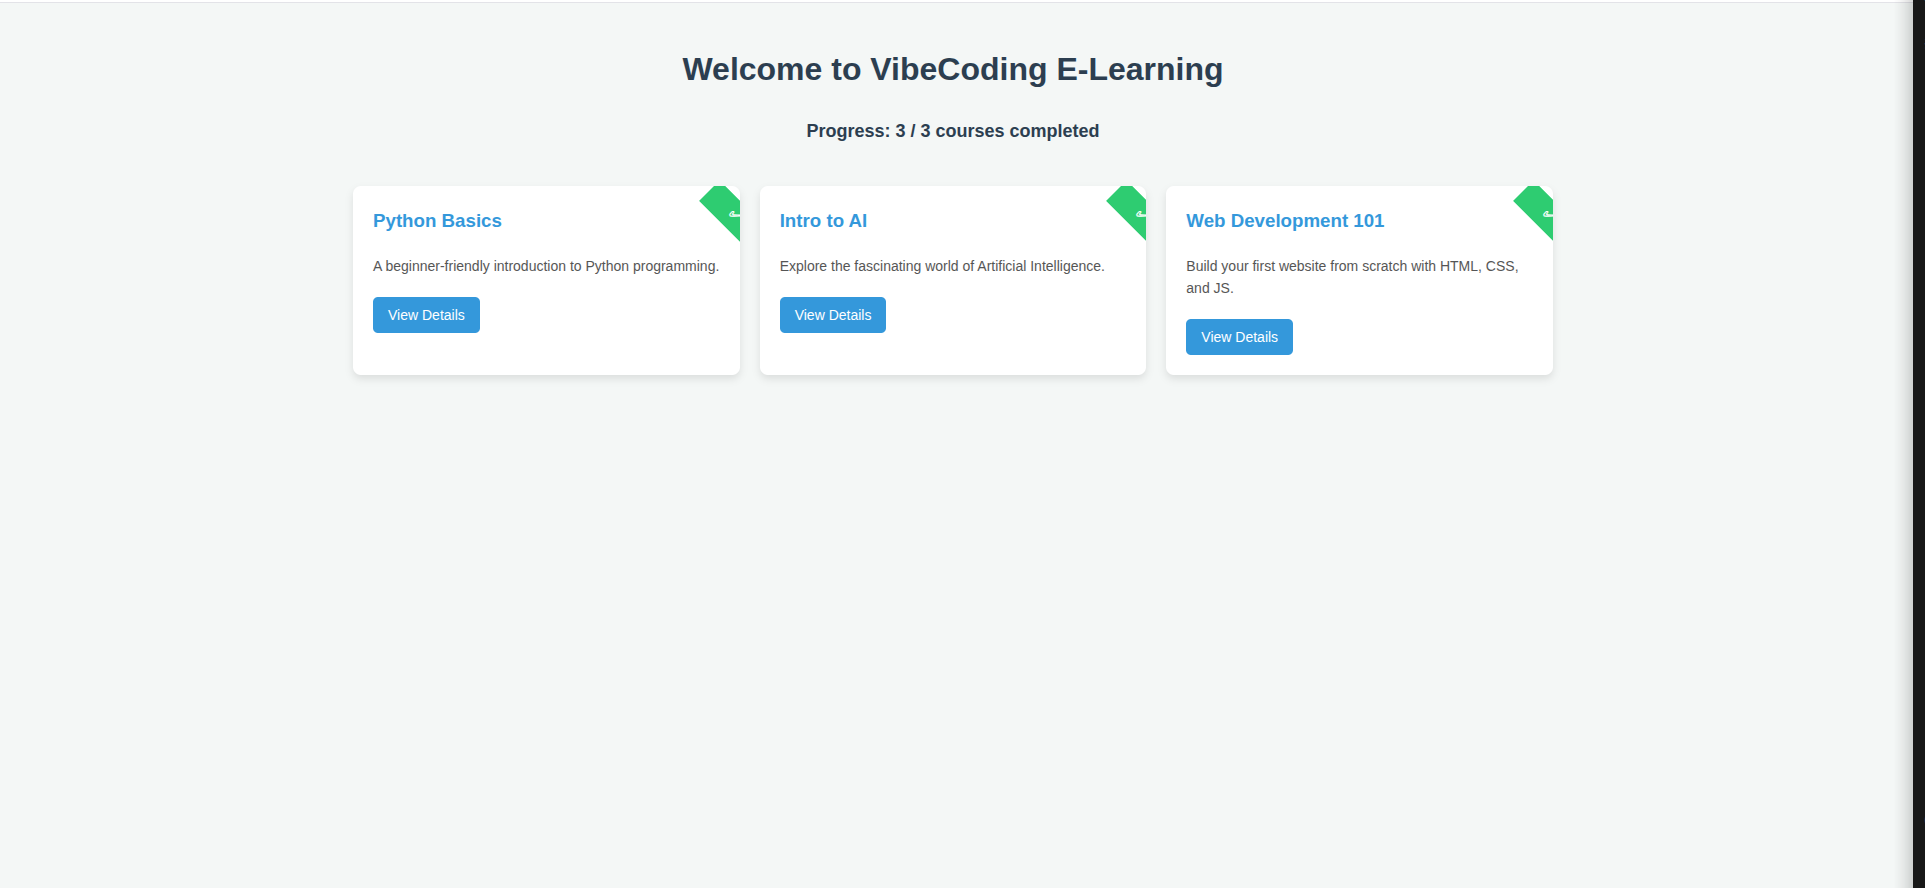 Welcome to VibeCoding E-Learning
Progress: 3 / 3 courses completed
Python Basics
A beginner-friendly introduction to Python programming.
View Details
Intro to AI
Explore the fascinating world of Artificial Intelligence.
View Details
Web Development 101
Build your first website from scratch with HTML, CSS,
and JS.
View Details